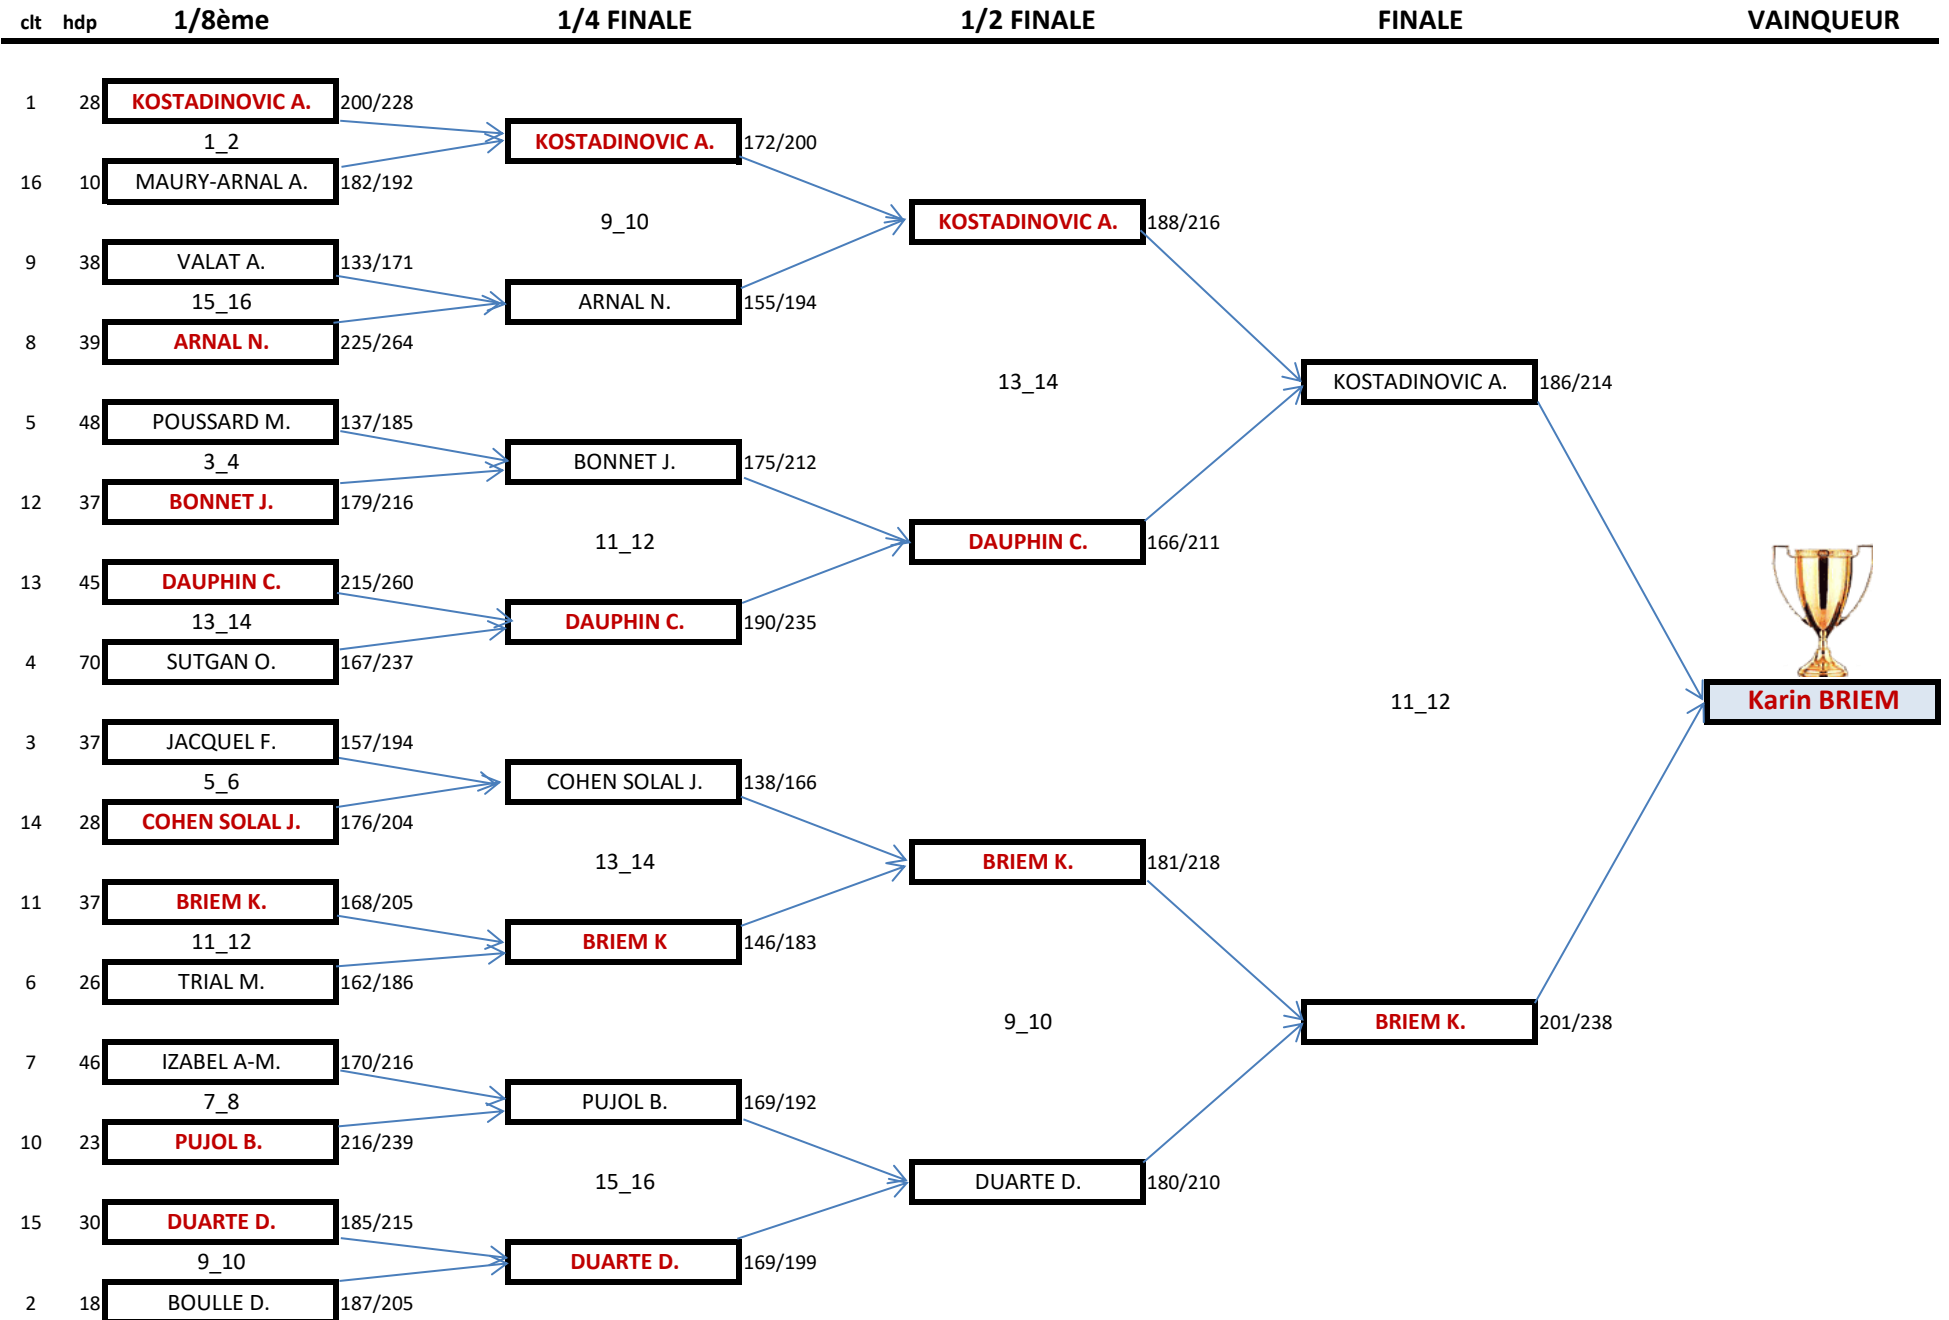 clt hdp 1/8ème 1/4 FINALE 1/2 FINALE FINALE VAINQUEUR
1 28 KOSTADINOVIC A. 200/228
1_2 KOSTADINOVIC A. 172/200
16 10 MAURY-ARNAL A. 182/192
9_10 KOSTADINOVIC A. 188/216
9 38 VALAT A. 133/171
15_16 ARNAL N. 155/194
8 39 ARNAL N. 225/264
13_14 KOSTADINOVIC A. 186/214
5 48 POUSSARD M. 137/185
3_4 BONNET J. 175/212
12 37 BONNET J. 179/216
11_12 DAUPHIN C. 166/211
13 45 DAUPHIN C. 215/260
13_14 DAUPHIN C. 190/235
4 70 SUTGAN O. 167/237
11_12 Karin BRIEM
3 37 JACQUEL F. 157/194
5_6 COHEN SOLAL J. 138/166
14 28 COHEN SOLAL J. 176/204
13_14 BRIEM K. 181/218
11 37 BRIEM K. 168/205
11_12 BRIEM K 146/183
6 26 TRIAL M. 162/186
9_10 BRIEM K. 201/238
7 46 IZABEL A-M. 170/216
7_8 PUJOL B. 169/192
10 23 PUJOL B. 216/239
15_16 DUARTE D. 180/210
15 30 DUARTE D. 185/215
9_10 DUARTE D. 169/199
2 18 BOULLE D. 187/205